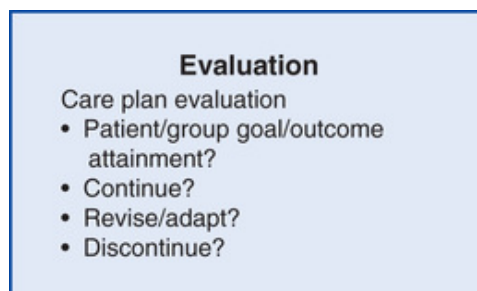 Evaluation
Care plan evaluation
• Patient/group goal/outcome
attainment?
• Continue?
• Revise/adapt?
• Discontinue?